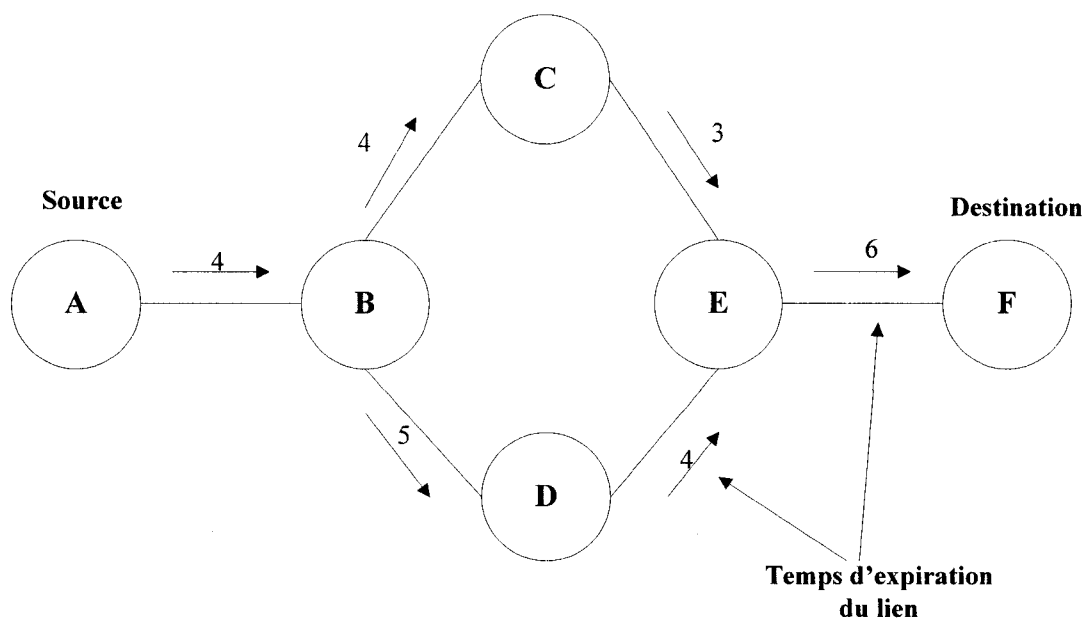 C
4
3
Source
Destination
4
6
A
B
E
F
5
4
D
Temps d'expiration
du lien